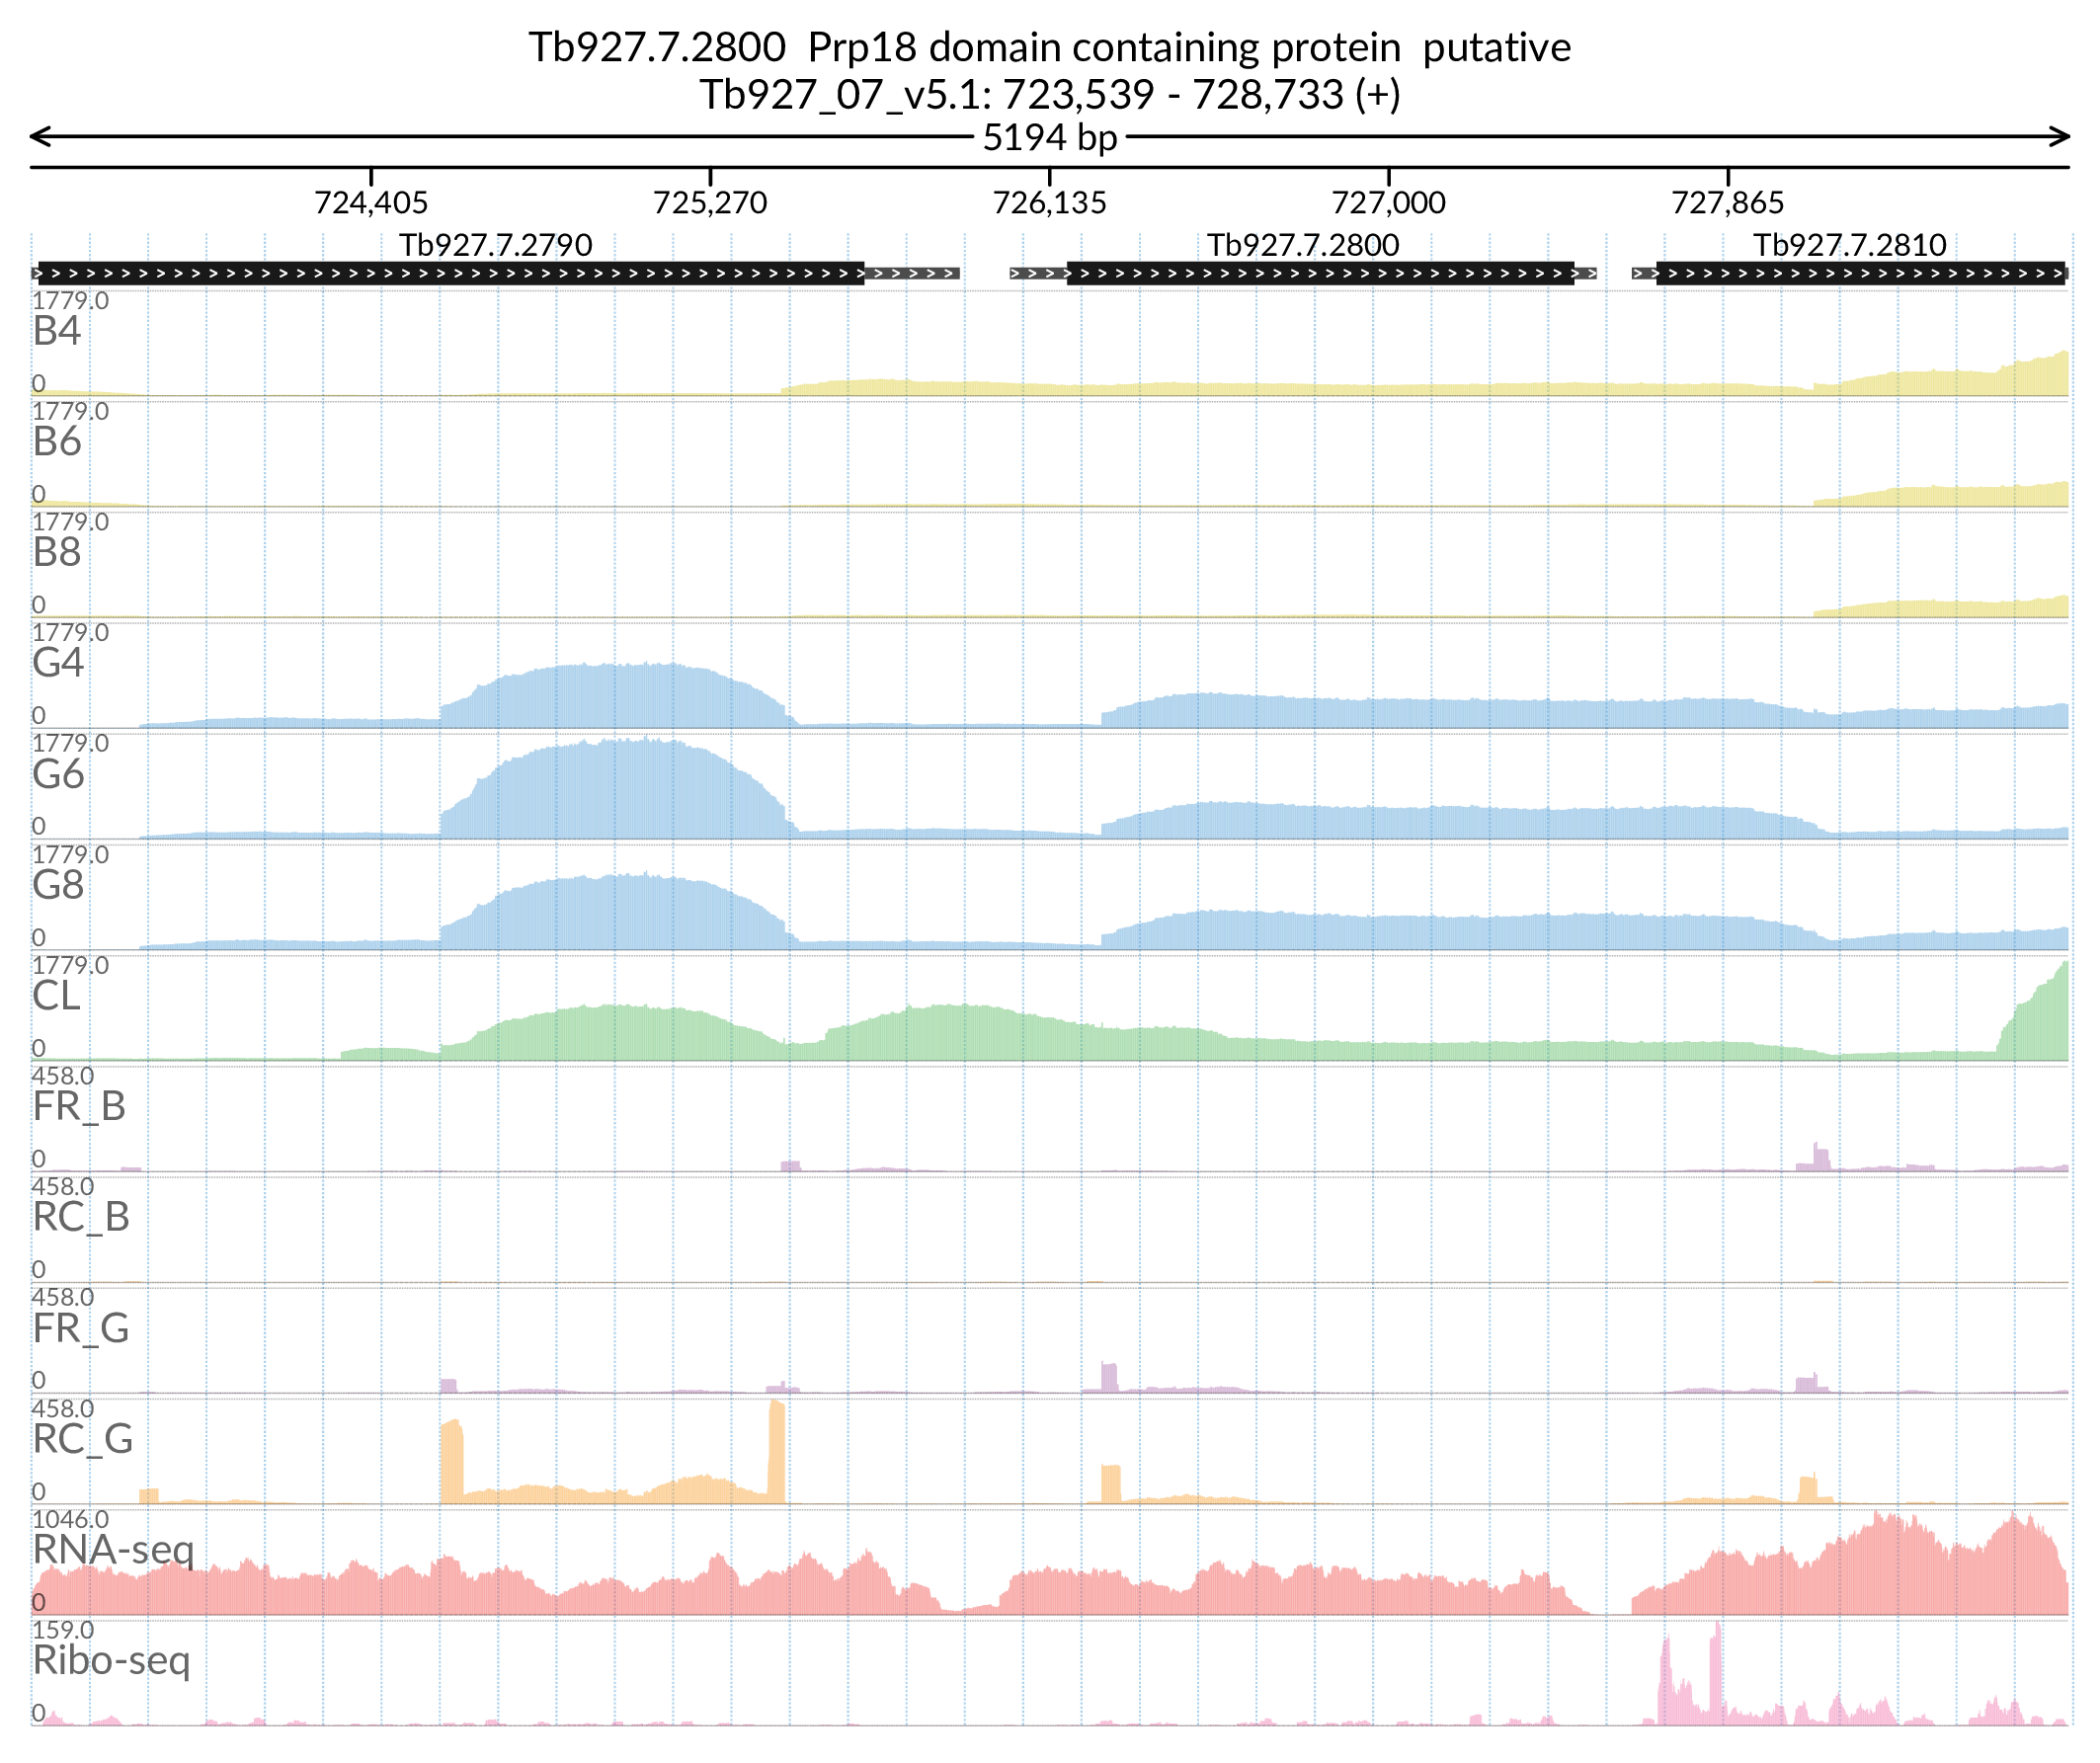 Tb927.7.2800 Prp18 domain containing protein putative
Tb927_07_v5.1: 723,539 - 728,733 (+)
5194 bp
724,405 725,270 726,135 727,000 727,865
Tb927.7.2790 Tb927.7.2800 Tb927.7.2810
1779.0
B4
0
1779.0
B6
0
1779.0
B8
0
1779.0
G4
0
1779.0
G6
0
1779.0
G8
0
1779.0
CL
0
458.0
FR_B
0
458.0
RC_B
0
458.0
FR_G
0
458.0
RC_G
0
1046.0
RNA-seq
0
159.0
Ribo-seq
0